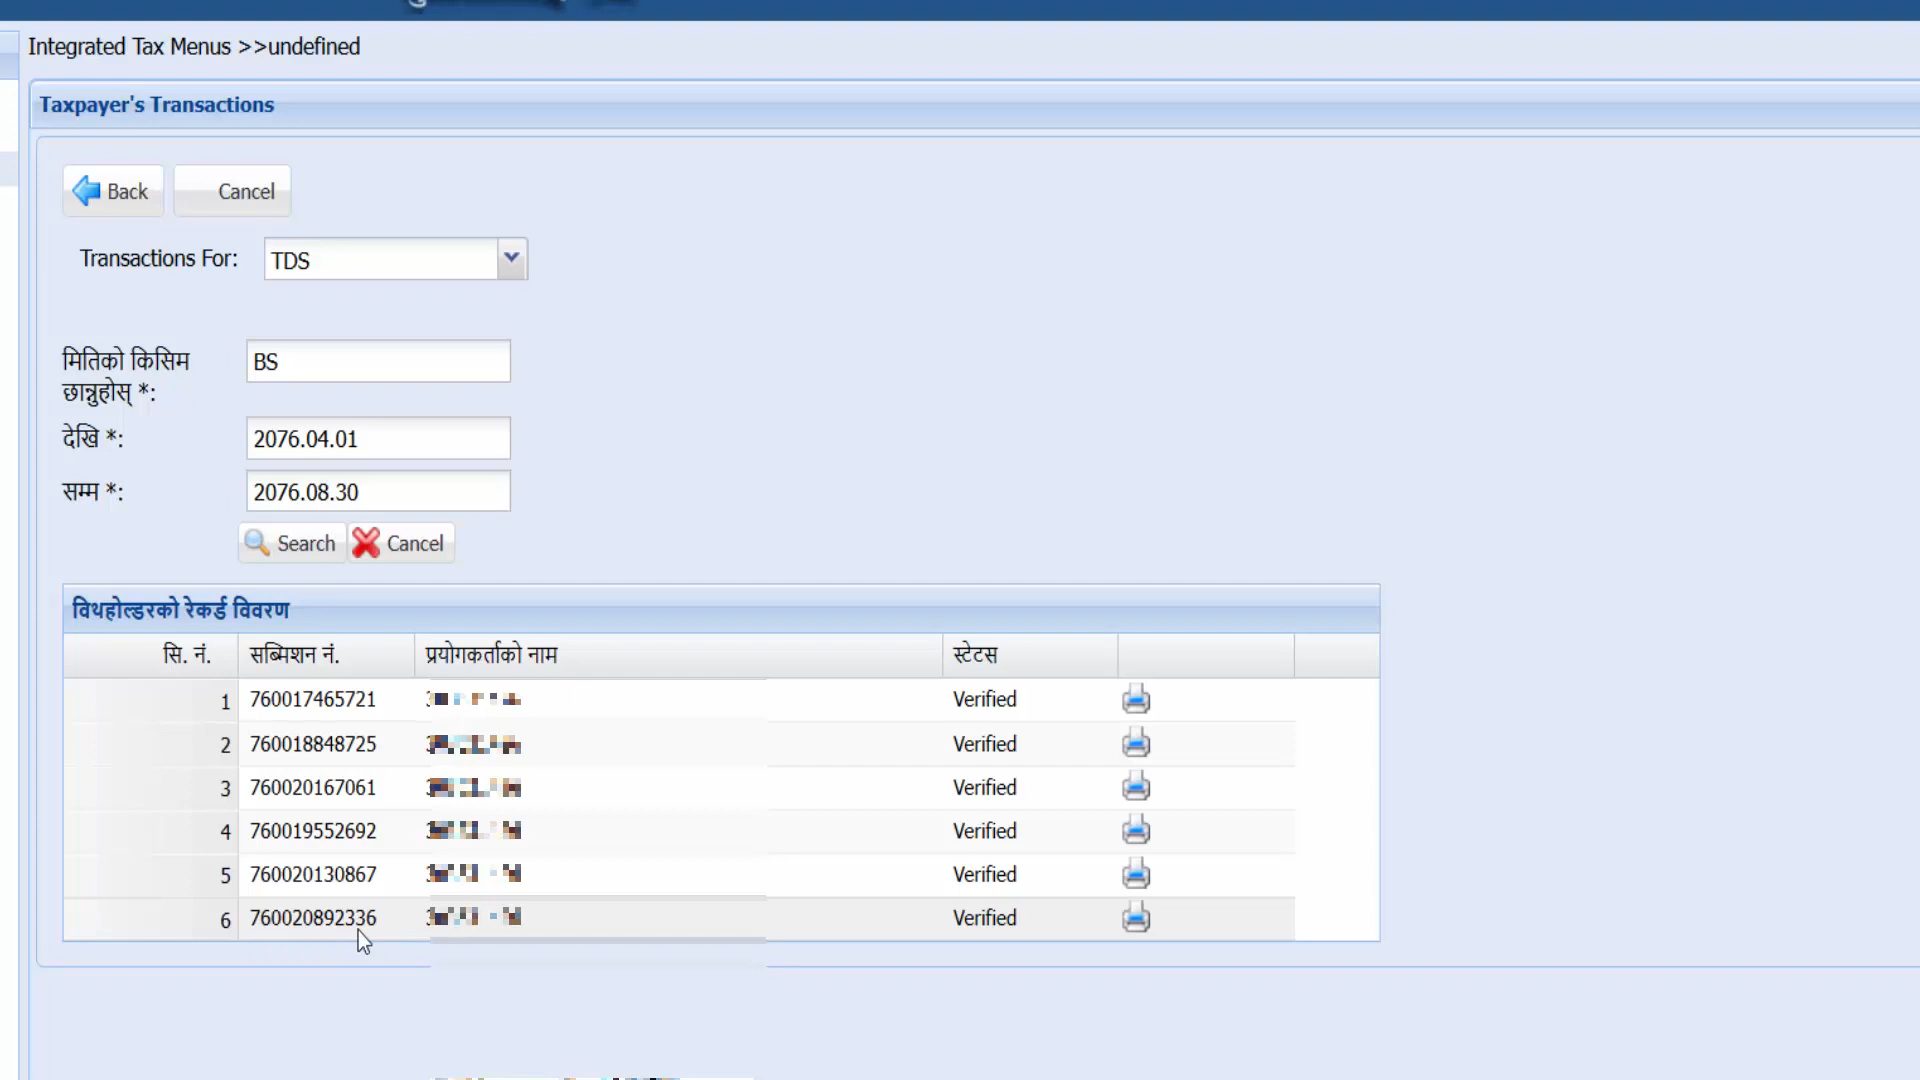 Integrated Tax Menus >>undefined
Taxpayer's Transactions
Back Cancel
Transactions For: TDS
मितिको किसिम
छान्नुहोस् *: BS
देखि *: 2076.04.01
सम्म *: 2076.08.30
Search Cancel
विथहोल्डरको रेकर्ड विवरण
सि. नं. सब्मिशन नं. प्रयोगकर्ताको नाम स्टेटस
1 760017465721 Verified
2 760018848725 Verified
3 760020167061 Verified
4 760019552692 Verified
5 760020130867 Verified
6 760020892336 Verified